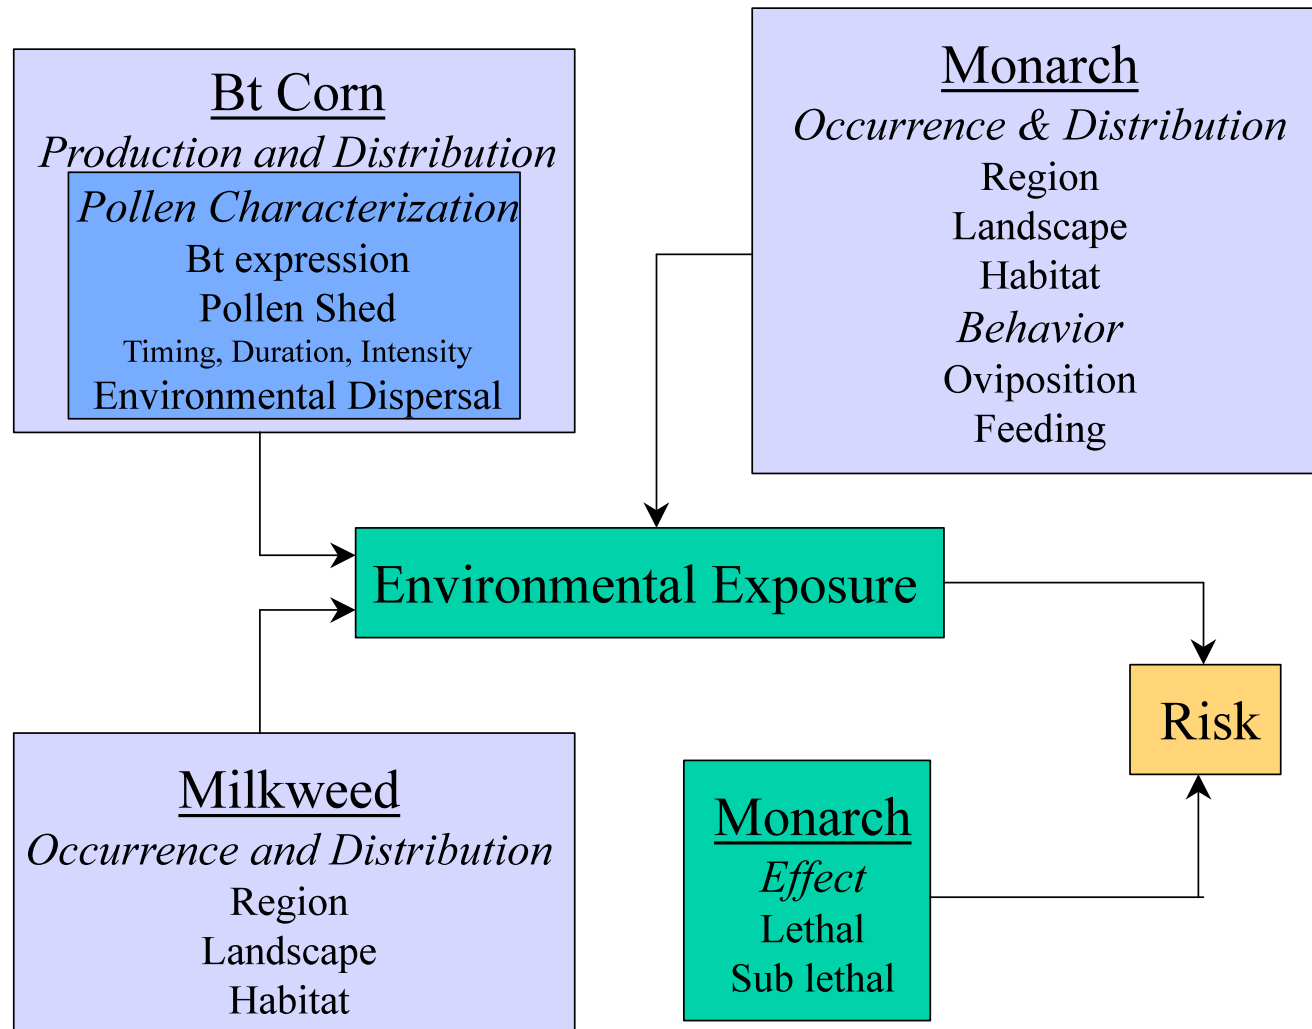 Bt Corn
Production and Distribution
Pollen Characterization
Bt expression
Pollen Shed
Timing, Duration, Intensity
Environmental Dispersal
Monarch
Occurrence & Distribution
Region
Landscape
Habitat
Behavior
Oviposition
Feeding
Environmental Exposure
Risk
Milkweed
Occurrence and Distribution
Region
Landscape
Habitat
Monarch
Effect
Lethal
Sub lethal